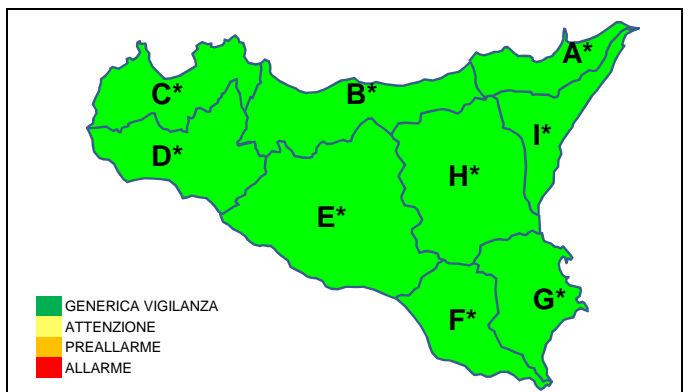 A*
C*
B*
I*
D*
H*
E*
G*
F*
GENERICA VIGILANZA
ATTENZIONE
PREALLARME
ALLARME